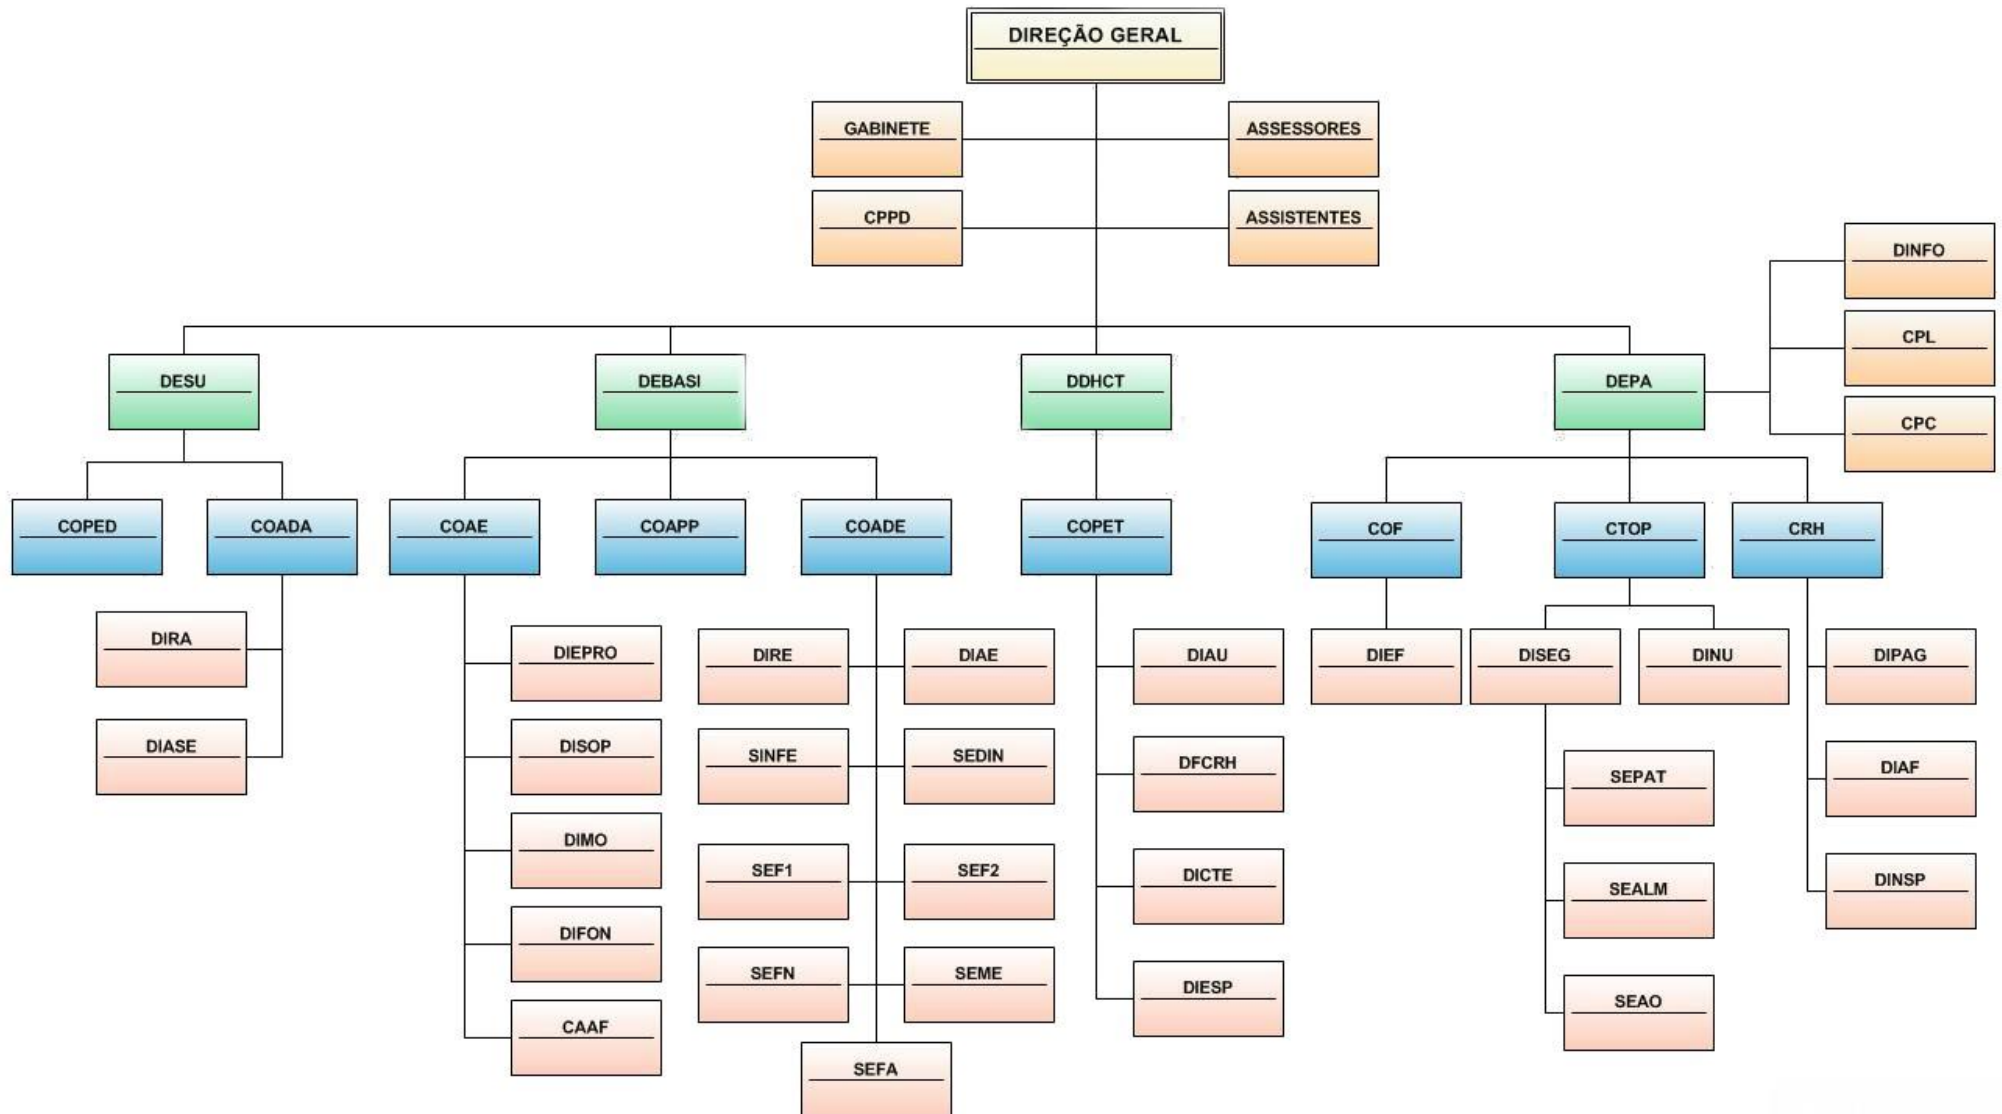 DIREÇÃO GERAL
GABINETE
ASSESSORES
CPPD
ASSISTENTES
DINFO
CPL
CPC
DESU
DEBASI
DDHCT
DEPA
COPED
COADA
COAE
COAPP
COADE
COPET
COF
CTOP
CRH
DIRA
DIASE
DIEPRO
DISOP
DIMO
DIFON
CAAF
DIRE
DIAE
SINFE
SEDIN
SEF1
SEF2
SEFN
SEME
SEFA
DIAU
DFCRH
DICTE
DIESP
DIEF
DISEG
DINU
SEPAT
SEALM
SEAO
DIPAG
DIAF
DINSP